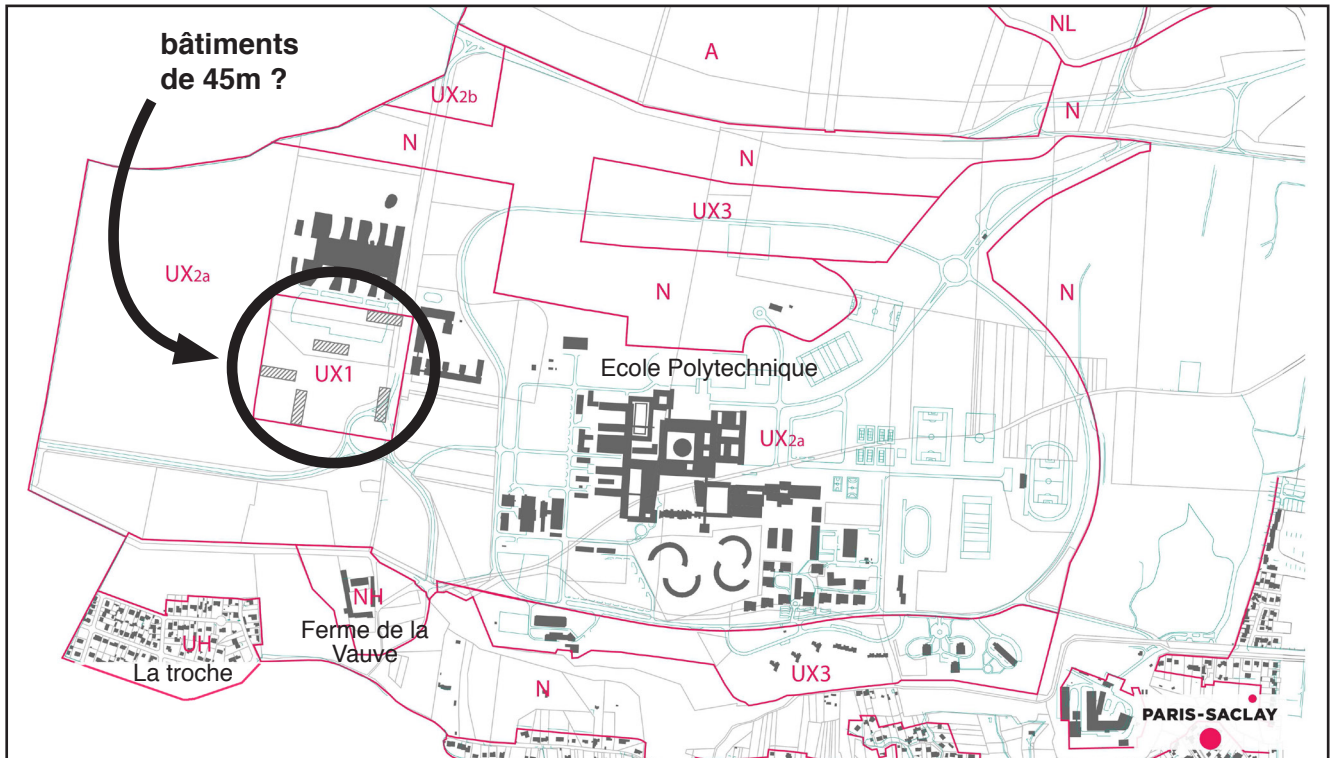 bâtiments
de 45m ?
NL
A
UX2b
N
N
N
UX3
UX2a
N
N
UX1
Ecole Polytechnique
UX2a
NH
Ferme de la
Vauve
UH
La troche
UX3
N
PARIS-SACLAY